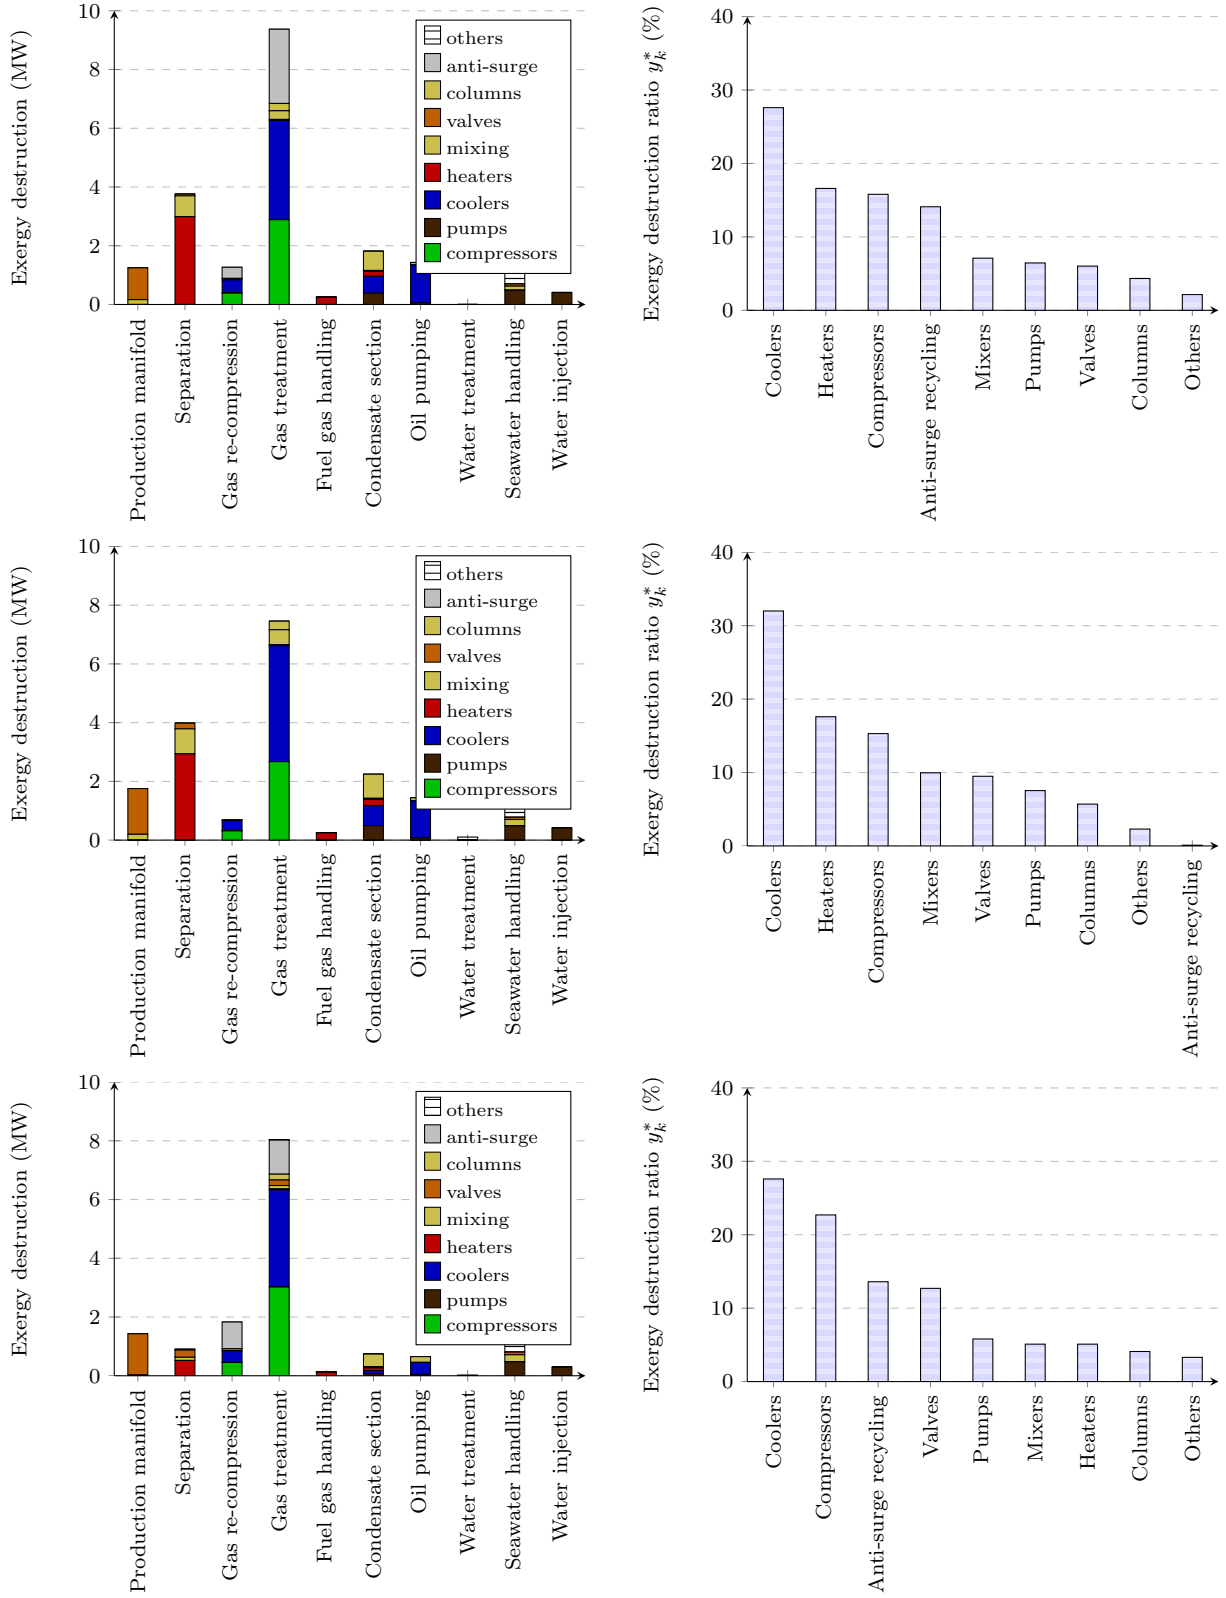 Exergy destruction (MW)
10
8
6
4
2
0
others
anti-surge
columns
valves
mixing
heaters
coolers
pumps
compressors
Production manifold
Separation
Gas re-compression
Gas treatment
Fuel gas handling
Condensate section
Oil pumping
Water treatment
Seawater handling
Water injection
Exergy destruction ratio y*k (%)
40
30
20
10
0
Coolers
Heaters
Compressors
Anti-surge recycling
Mixers
Pumps
Valves
Columns
Others
Exergy destruction (MW)
10
8
6
4
2
0
others
anti-surge
columns
valves
mixing
heaters
coolers
pumps
compressors
Production manifold
Separation
Gas re-compression
Gas treatment
Fuel gas handling
Condensate section
Oil pumping
Water treatment
Seawater handling
Water injection
Exergy destruction ratio y*k (%)
40
30
20
10
0
Coolers
Heaters
Compressors
Mixers
Valves
Pumps
Columns
Others
Anti-surge recycling
Exergy destruction (MW)
10
8
6
4
2
0
others
anti-surge
columns
valves
mixing
heaters
coolers
pumps
compressors
Production manifold
Separation
Gas re-compression
Gas treatment
Fuel gas handling
Condensate section
Oil pumping
Water treatment
Seawater handling
Water injection
Exergy destruction ratio y*k (%)
40
30
20
10
0
Coolers
Compressors
Anti-surge recycling
Valves
Pumps
Mixers
Heaters
Columns
Others